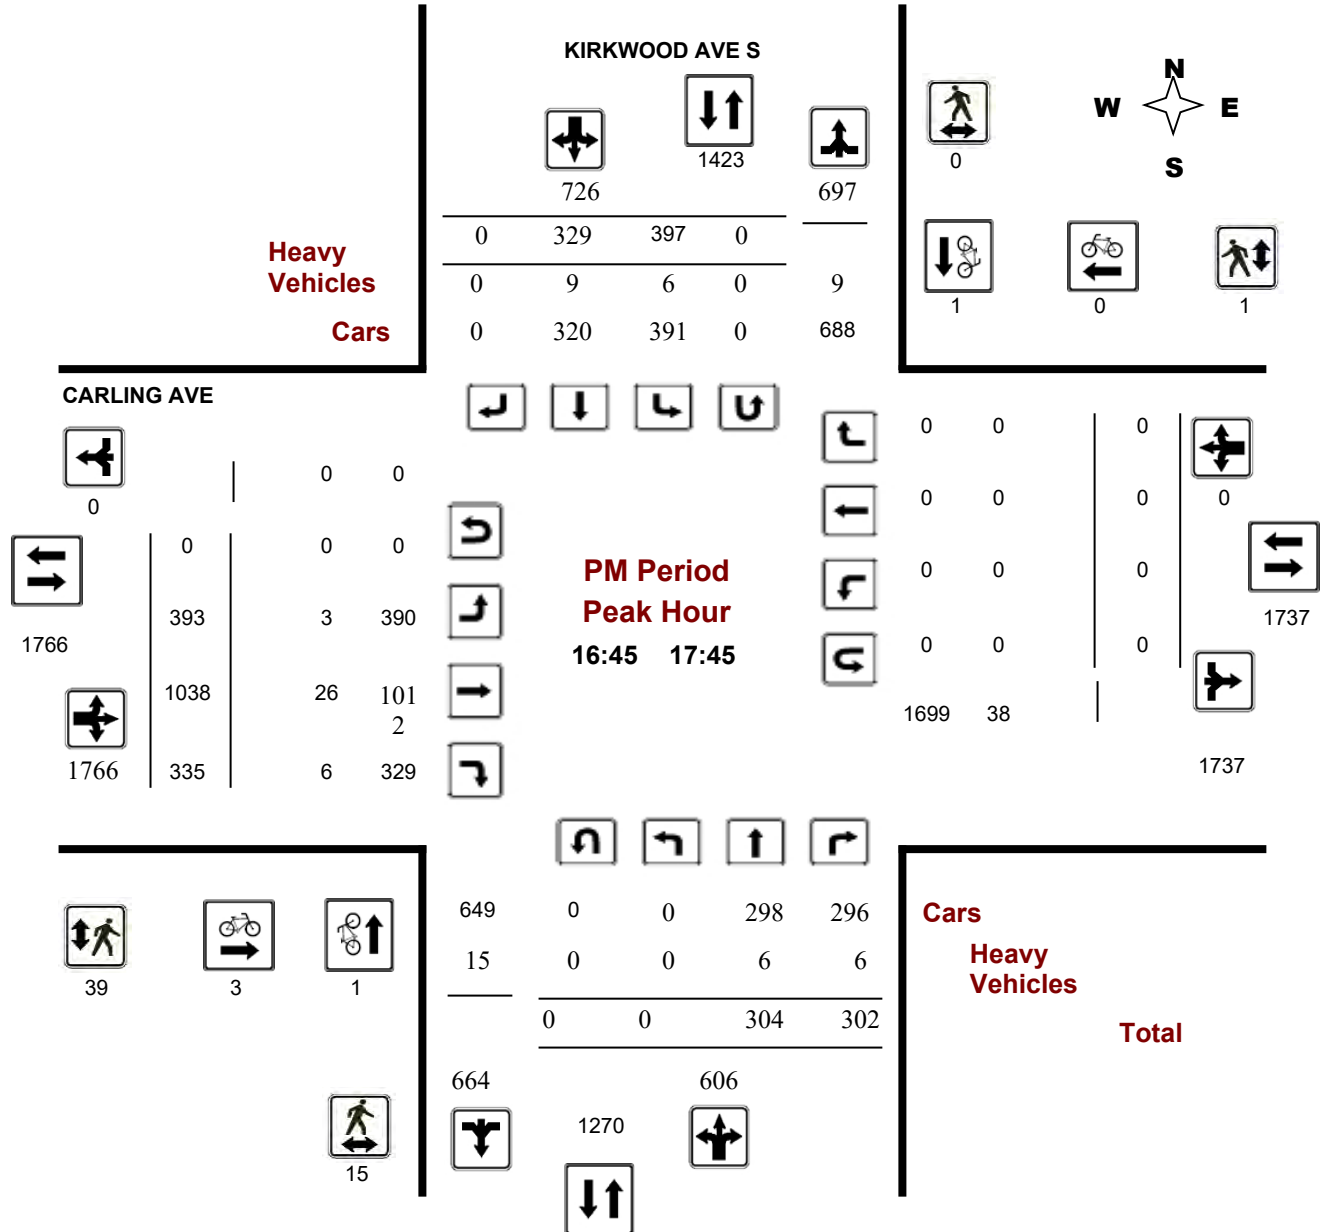 KIRKWOOD AVE S
N
W E
S
1423
0
726 697
0 329 397 0
Heavy
Vehicles
0 9 6 0 9
1 0 1
Cars
0 320 391 0 688
CARLING AVE
0 0 0
0 0
0
0 0 0 0
0 0 0
PM Period
0 0 0
Peak Hour
393 3 390
1737
1766
16:45 17:45
0 0 0
1038 26 101
2
1699 38
1766 335 6 329
1737
649 0 0 298 296
Cars
15 0 0 6 6
Heavy
Vehicles
39 3 1
0 0 304 302
Total
664 606
1270
15